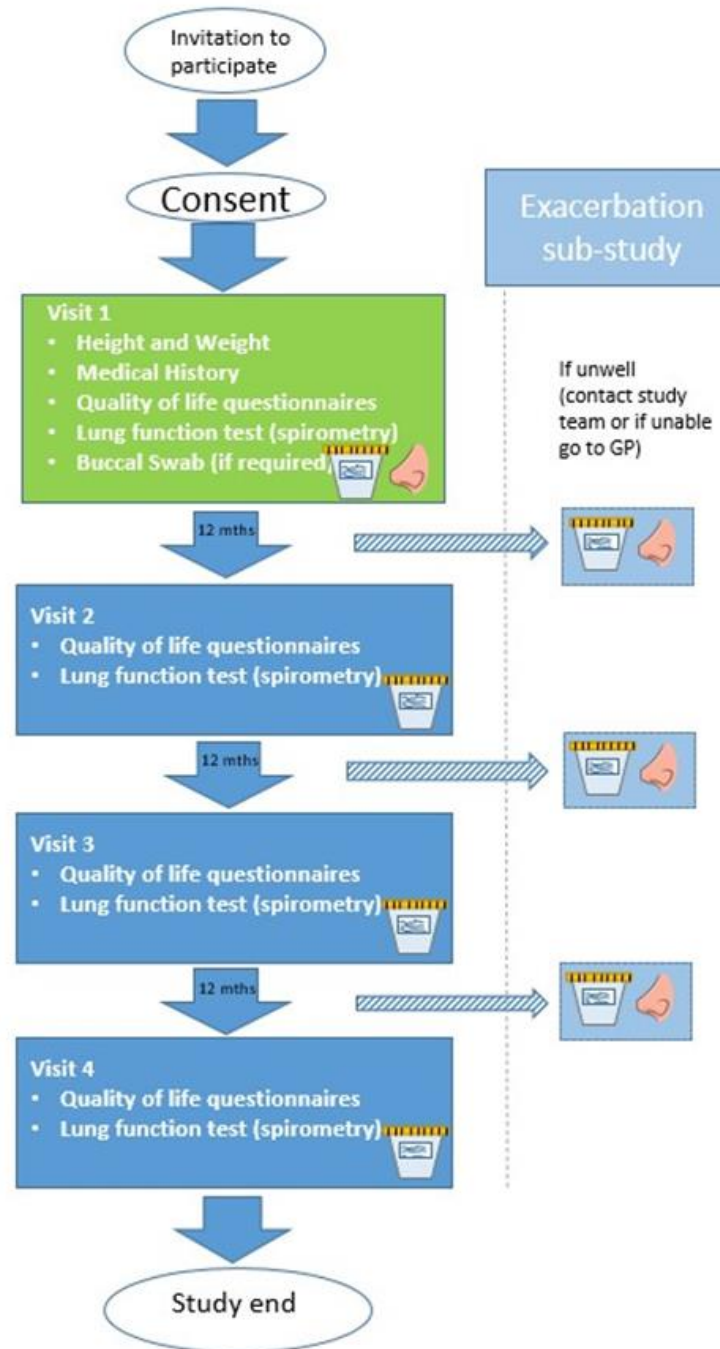 Invitation to
participate
Consent
Exacerbation
sub-study
Visit 1
• Height and Weight
• Medical History
• Quality of life questionnaires
• Lung function test (spirometry)
• Buccal Swab (if required)
If unwell
(contact study
team or if unable
go to GP)
12 mths
Visit 2
• Quality of life questionnaires
• Lung function test (spirometry)
12 mths
Visit 3
• Quality of life questionnaires
• Lung function test (spirometry)
12 mths
Visit 4
• Quality of life questionnaires
• Lung function test (spirometry)
Study end